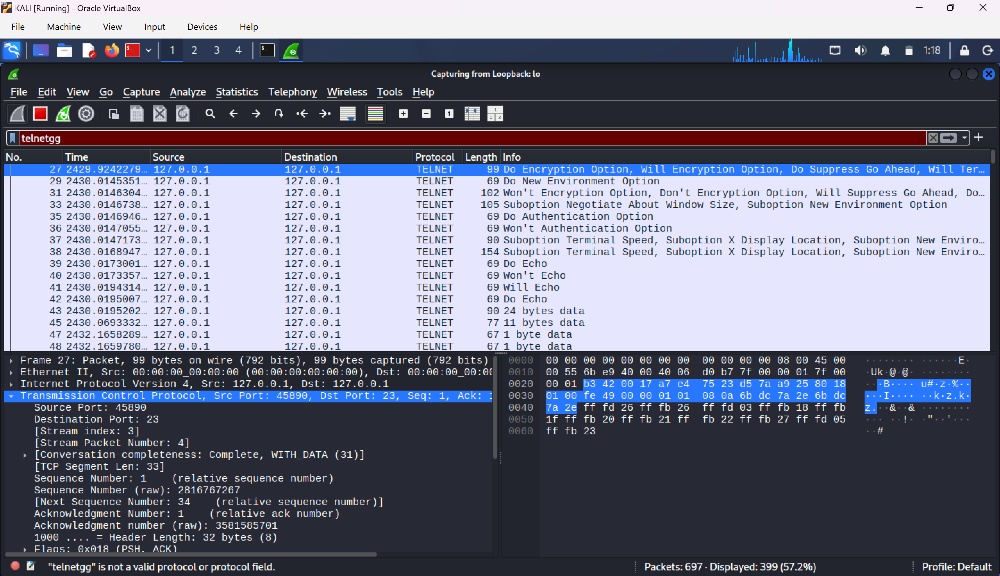 KALI [Running] - Oracle VirtualBox
File Machine View Input Devices Help
1 2 3 4 1:18
Capturing from Loopback: lo
File Edit View Go Capture Analyze Statistics Telephony Wireless Tools Help
telnetgg
No. Time Source Destination Protocol Length Info
27 2429.9242279… 127.0.0.1 127.0.0.1 TELNET 99 Do Encryption Option, Will Encryption Option, Do Suppress Go Ahead, Will Ter…
29 2430.0145351… 127.0.0.1 127.0.0.1 TELNET 69 Do New Environment Option
31 2430.0146304… 127.0.0.1 127.0.0.1 TELNET 102 Won't Encryption Option, Don't Encryption Option, Will Suppress Go Ahead, Do…
33 2430.0146738… 127.0.0.1 127.0.0.1 TELNET 105 Suboption Negotiate About Window Size, Suboption New Environment Option
35 2430.0146946… 127.0.0.1 127.0.0.1 TELNET 69 Do Authentication Option
36 2430.0147055… 127.0.0.1 127.0.0.1 TELNET 69 Won't Authentication Option
37 2430.0147173… 127.0.0.1 127.0.0.1 TELNET 90 Suboption Terminal Speed, Suboption X Display Location, Suboption New Enviro…
38 2430.0168947… 127.0.0.1 127.0.0.1 TELNET 154 Suboption Terminal Speed, Suboption X Display Location, Suboption New Enviro…
39 2430.0173001… 127.0.0.1 127.0.0.1 TELNET 69 Do Echo
40 2430.0173357… 127.0.0.1 127.0.0.1 TELNET 69 Won't Echo
41 2430.0194314… 127.0.0.1 127.0.0.1 TELNET 69 Will Echo
42 2430.0195007… 127.0.0.1 127.0.0.1 TELNET 69 Do Echo
43 2430.0195202… 127.0.0.1 127.0.0.1 TELNET 90 24 bytes data
45 2430.0693332… 127.0.0.1 127.0.0.1 TELNET 77 11 bytes data
47 2432.1658289… 127.0.0.1 127.0.0.1 TELNET 67 1 byte data
48 2432.1659780… 127.0.0.1 127.0.0.1 TELNET 67 1 byte data
Frame 27: Packet, 99 bytes on wire (792 bits), 99 bytes captured (792 bits)
Ethernet II, Src: 00:00:00_00:00:00 (00:00:00:00:00:00), Dst: 00:00:00_00:00
Internet Protocol Version 4, Src: 127.0.0.1, Dst: 127.0.0.1
Transmission Control Protocol, Src Port: 45890, Dst Port: 23, Seq: 1, Ack: 1
Source Port: 45890
Destination Port: 23
[Stream index: 3]
[Stream Packet Number: 4]
[Conversation completeness: Complete, WITH_DATA (31)]
[TCP Segment Len: 33]
Sequence Number: 1 (relative sequence number)
Sequence Number (raw): 2816767267
[Next Sequence Number: 34 (relative sequence number)]
Acknowledgment Number: 1 (relative ack number)
Acknowledgment number (raw): 3581585701
1000 .... = Header Length: 32 bytes (8)
Flags: 0x018 (PSH, ACK)
0000 00 00 00 00 00 00 00 00 00 00 00 00 08 00 45 00 ········ ······E·
0010 00 55 6b e9 40 00 40 06 d0 b7 7f 00 00 01 7f 00 ·Uk·@·@· ········
0020 00 01 b3 42 00 17 a7 e4 75 23 d5 7a a9 25 80 18 ···B···· u#·z·%··
0030 01 00 fe 49 00 00 01 01 08 0a 6b dc 7a 2e 6b dc ···I···· ··k·z.k·
0040 7a 2e ff fd 26 ff fb 26 ff fd 03 ff fb 18 ff fb z.··&··& ········
0050 1f ff fb 20 ff fb 21 ff fb 22 ff fb 27 ff fd 05 ··· ··!· ·"··'···
0060 ff fb 23 ··#
"telnetgg" is not a valid protocol or protocol field.
Packets: 697 · Displayed: 399 (57.2%)
Profile: Default